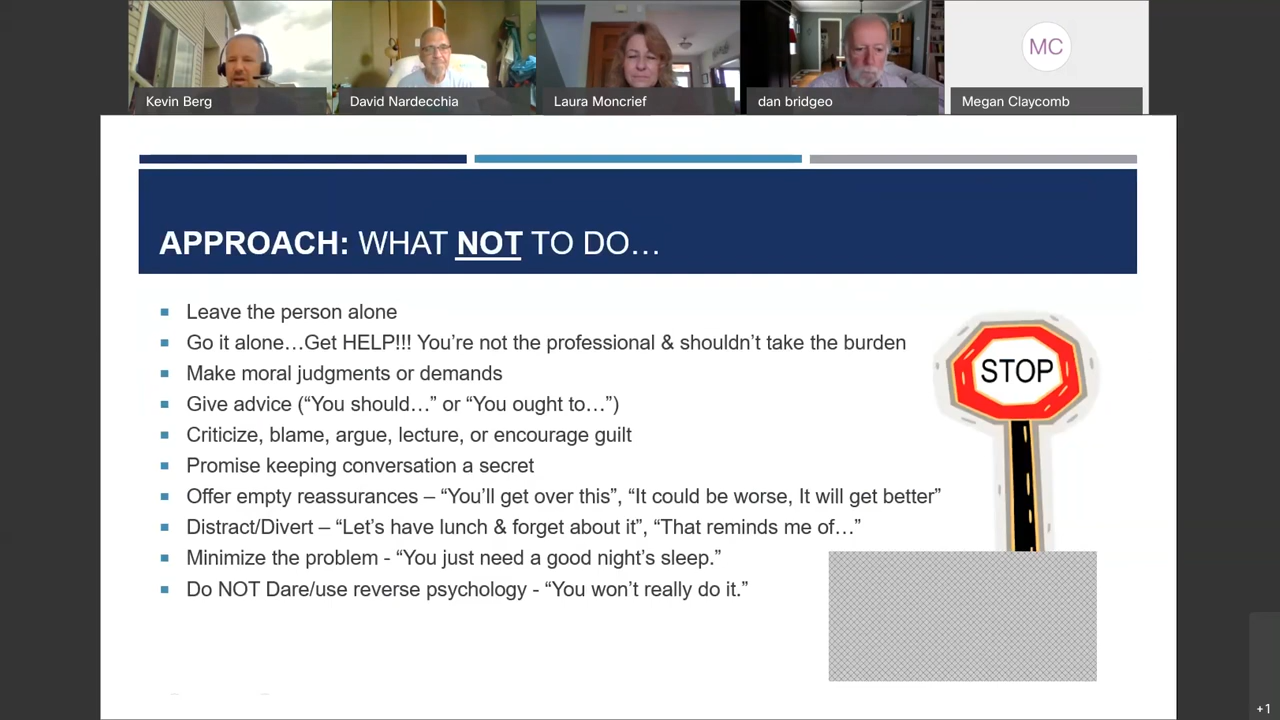 MC
Kevin Berg
David Nardecchia
Laura Moncrief
dan bridgeo
Megan Claycomb
APPROACH: WHAT NOT TO DO…
Leave the person alone
Go it alone…Get HELP!!! You’re not the professional & shouldn’t take the burden
Make moral judgments or demands
Give advice (“You should…” or “You ought to…”)
Criticize, blame, argue, lecture, or encourage guilt
Promise keeping conversation a secret
Offer empty reassurances – “You’ll get over this”, “It could be worse, It will get better”
Distract/Divert – “Let’s have lunch & forget about it”, “That reminds me of…”
Minimize the problem - “You just need a good night’s sleep.”
Do NOT Dare/use reverse psychology - “You won’t really do it.”
STOP
+1